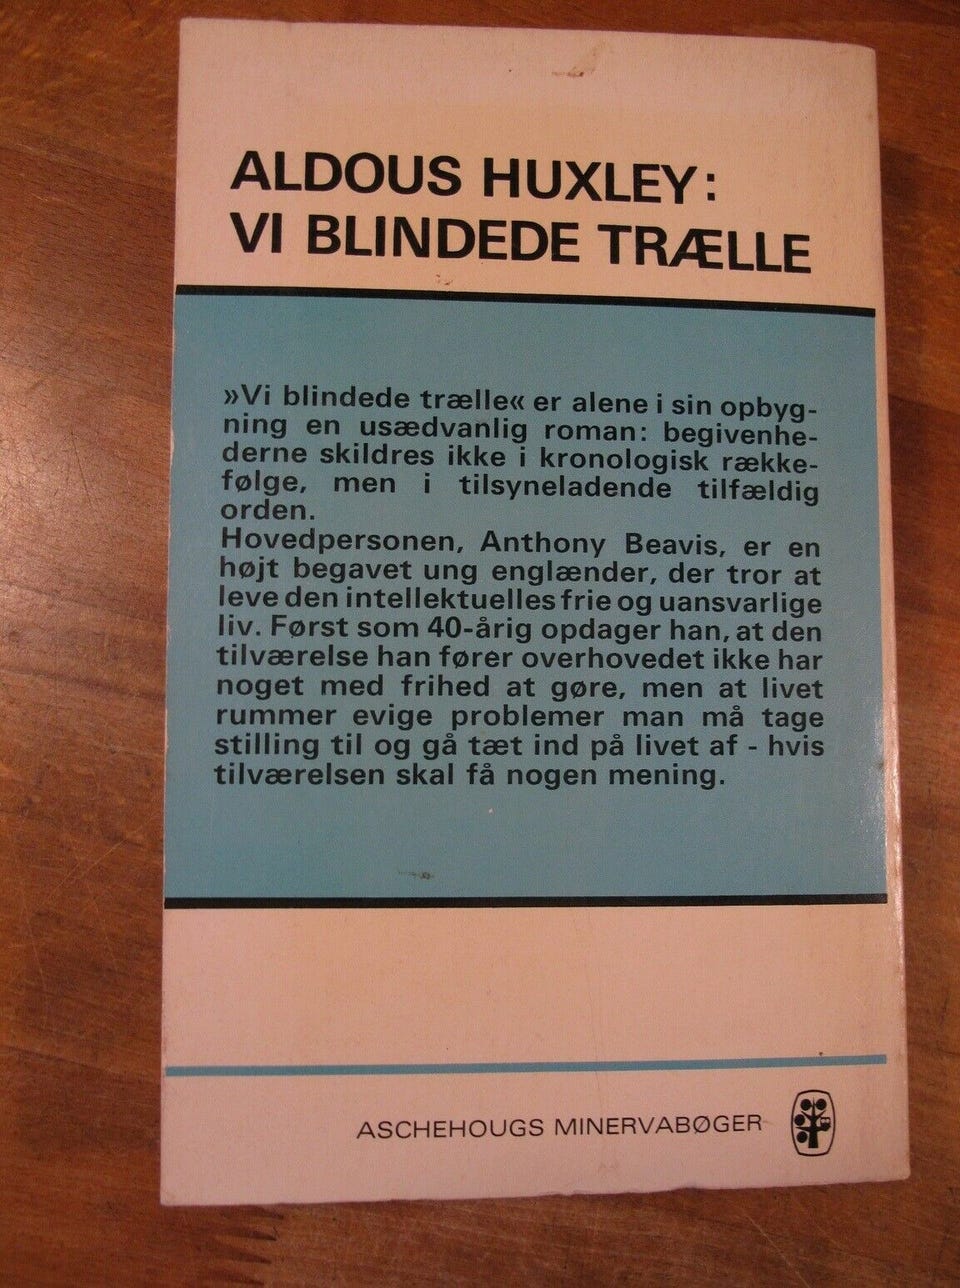 ALDOUS HUXLEY:
VI BLINDEDE TRÆLLE
»Vi blindede trælle« er alene i sin opbyg-
ning en usædvanlig roman: begivenhe-
derne skildres ikke i kronologisk række-
følge, men i tilsyneladende tilfældig
orden.
Hovedpersonen, Anthony Beavis, er en
højt begavet ung englænder, der tror at
leve den intellektuelles frie og uansvarlige
liv. Først som 40-årig opdager han, at den
tilværelse han fører overhovedet ikke har
noget med frihed at gøre, men at livet
rummer evige problemer man må tage
stilling til og gå tæt ind på livet af - hvis
tilværelsen skal få nogen mening.
ASCHEHOUGS MINERVABØGER